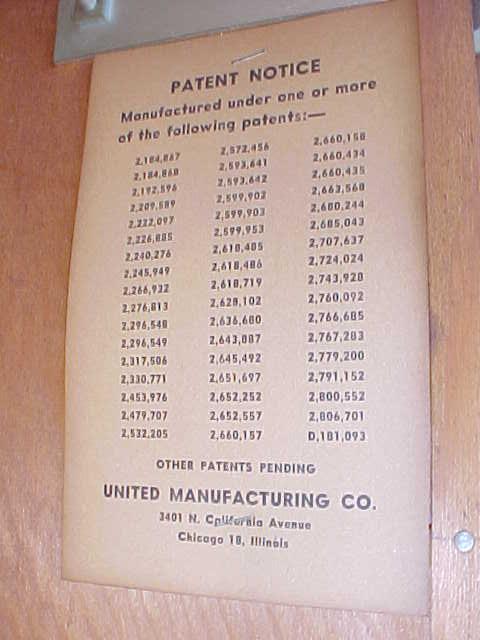 PATENT NOTICE
Manufactured under one or more
of the following patents:—
2,184,867 2,572,456 2,660,158
2,184,868 2,593,641 2,660,434
2,192,596 2,593,642 2,660,435
2,209,589 2,599,902 2,663,568
2,222,097 2,599,903 2,680,244
2,226,885 2,599,953 2,685,043
2,240,276 2,618,485 2,707,637
2,245,949 2,618,486 2,724,024
2,266,932 2,618,719 2,743,928
2,276,813 2,628,102 2,760,092
2,296,548 2,636,680 2,766,685
2,296,549 2,643,887 2,767,283
2,317,506 2,645,492 2,779,200
2,330,771 2,651,697 2,791,152
2,453,976 2,652,252 2,800,552
2,479,707 2,652,557 2,806,701
2,532,205 2,660,157 D,181,093
OTHER PATENTS PENDING
UNITED MANUFACTURING CO.
3401 N. California Avenue
Chicago 18, Illinois